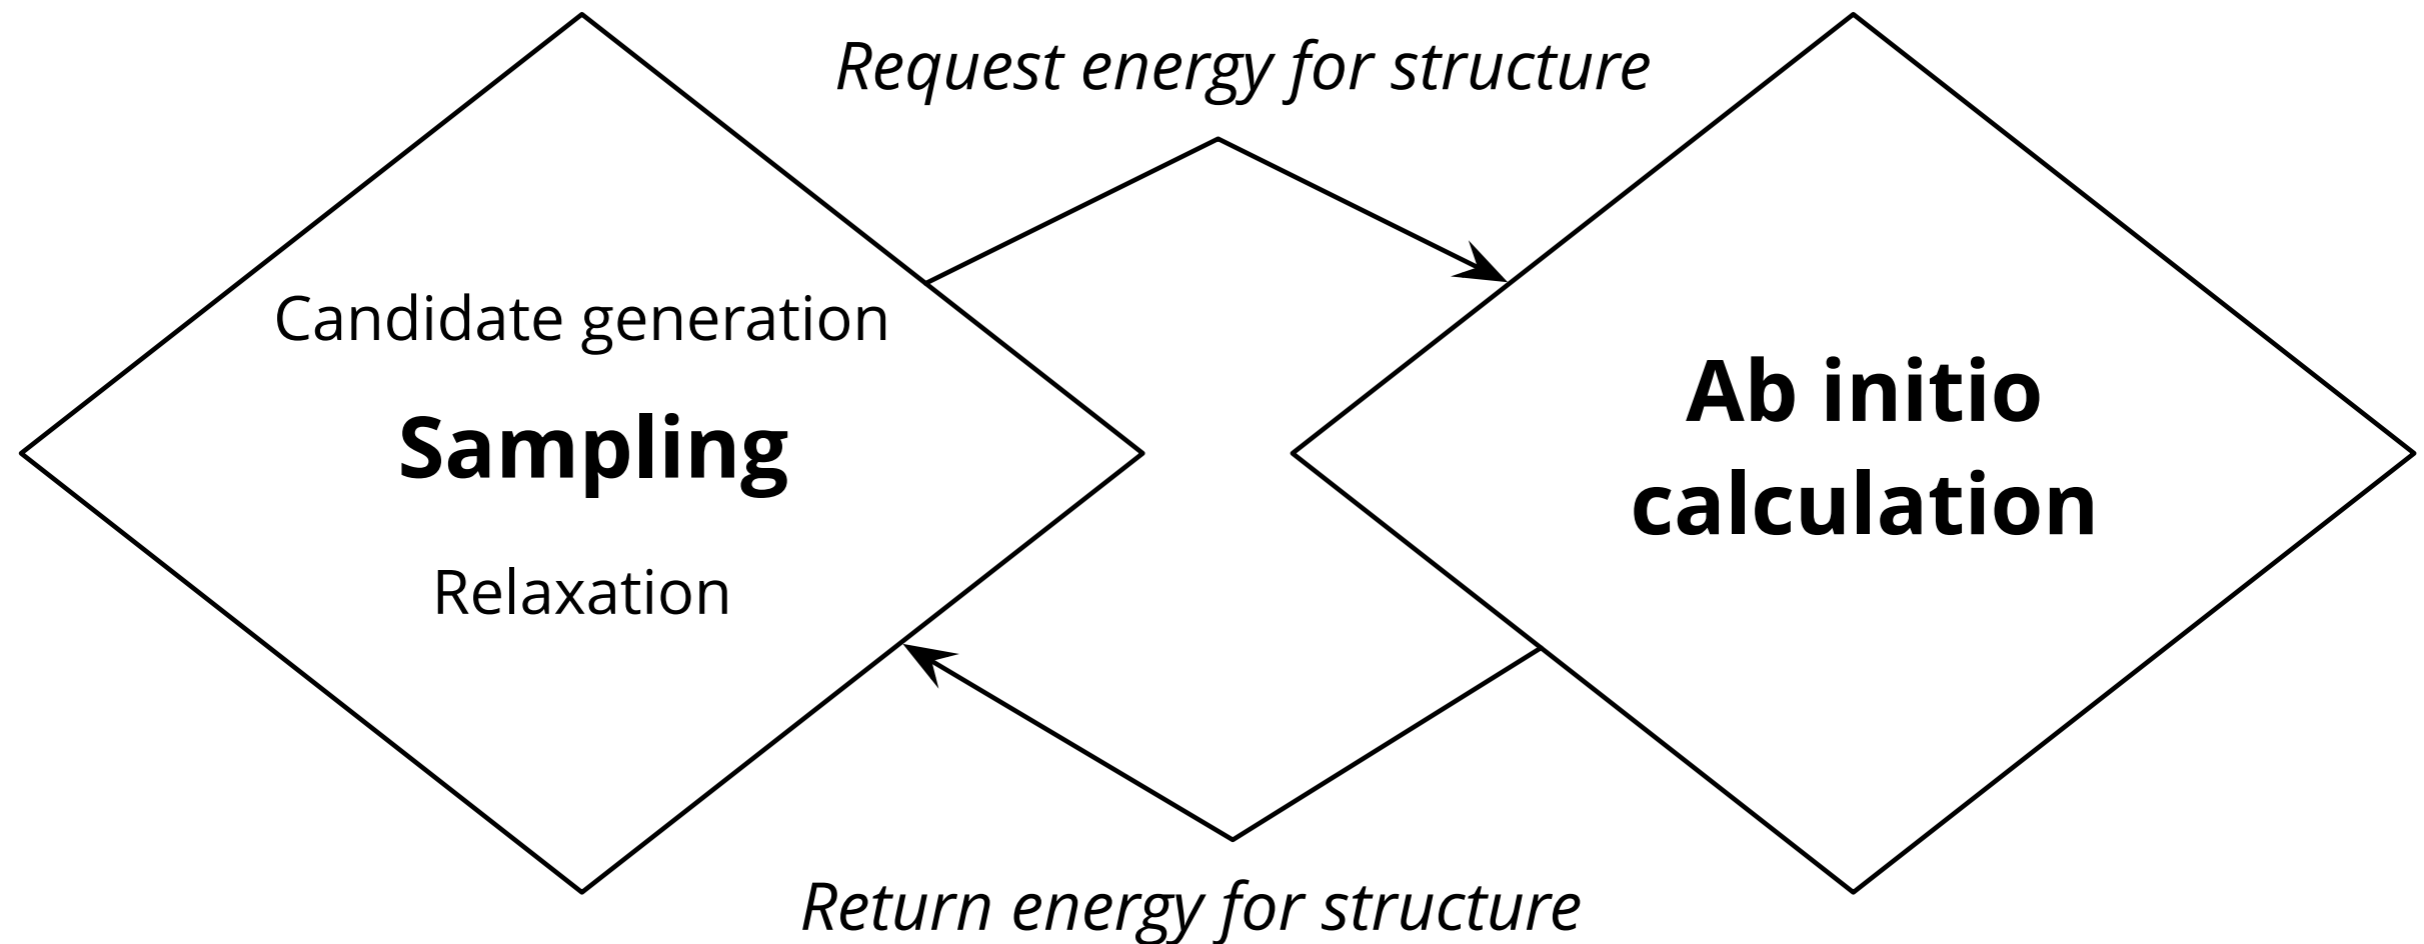 Request energy for structure
Candidate generation
Sampling
Relaxation
Ab initio
calculation
Return energy for structure